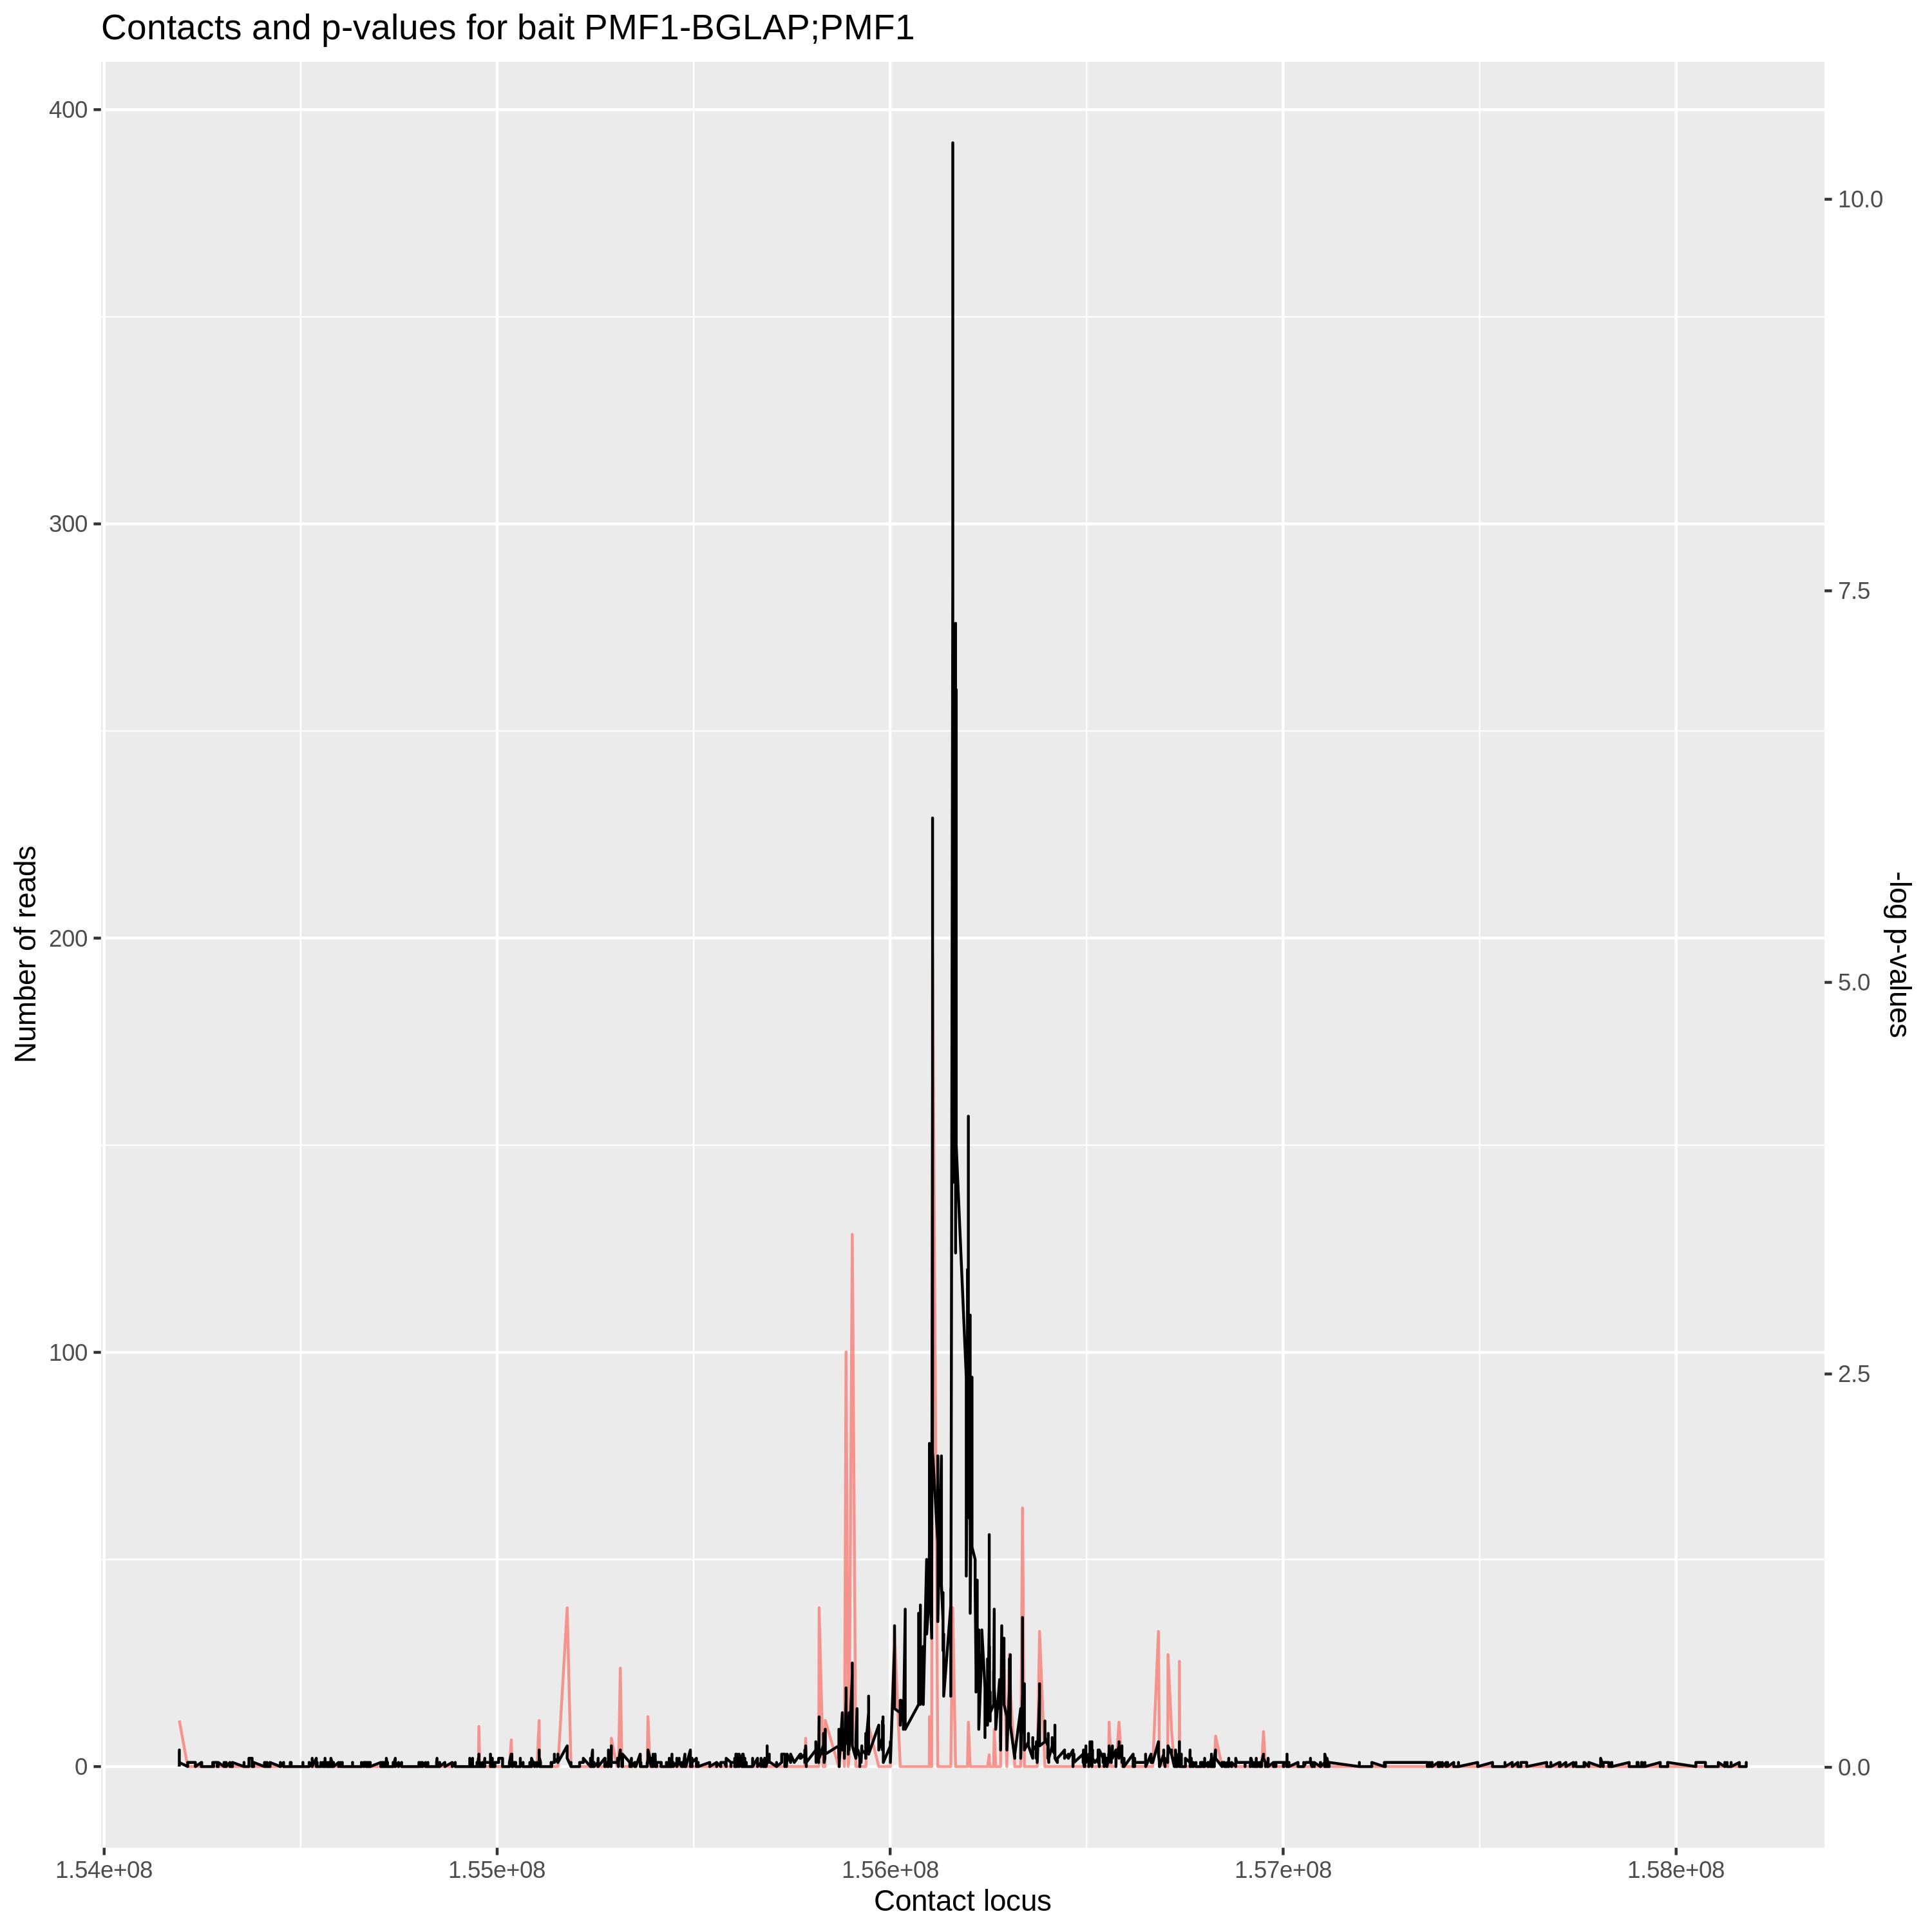 Contacts and p-values for bait PMF1-BGLAP;PMF1
400
300
200
100
0
Number of reads
10.0
7.5
5.0
2.5
0.0
-log p-values
1.54e+08 1.55e+08 1.56e+08 1.57e+08 1.58e+08
Contact locus